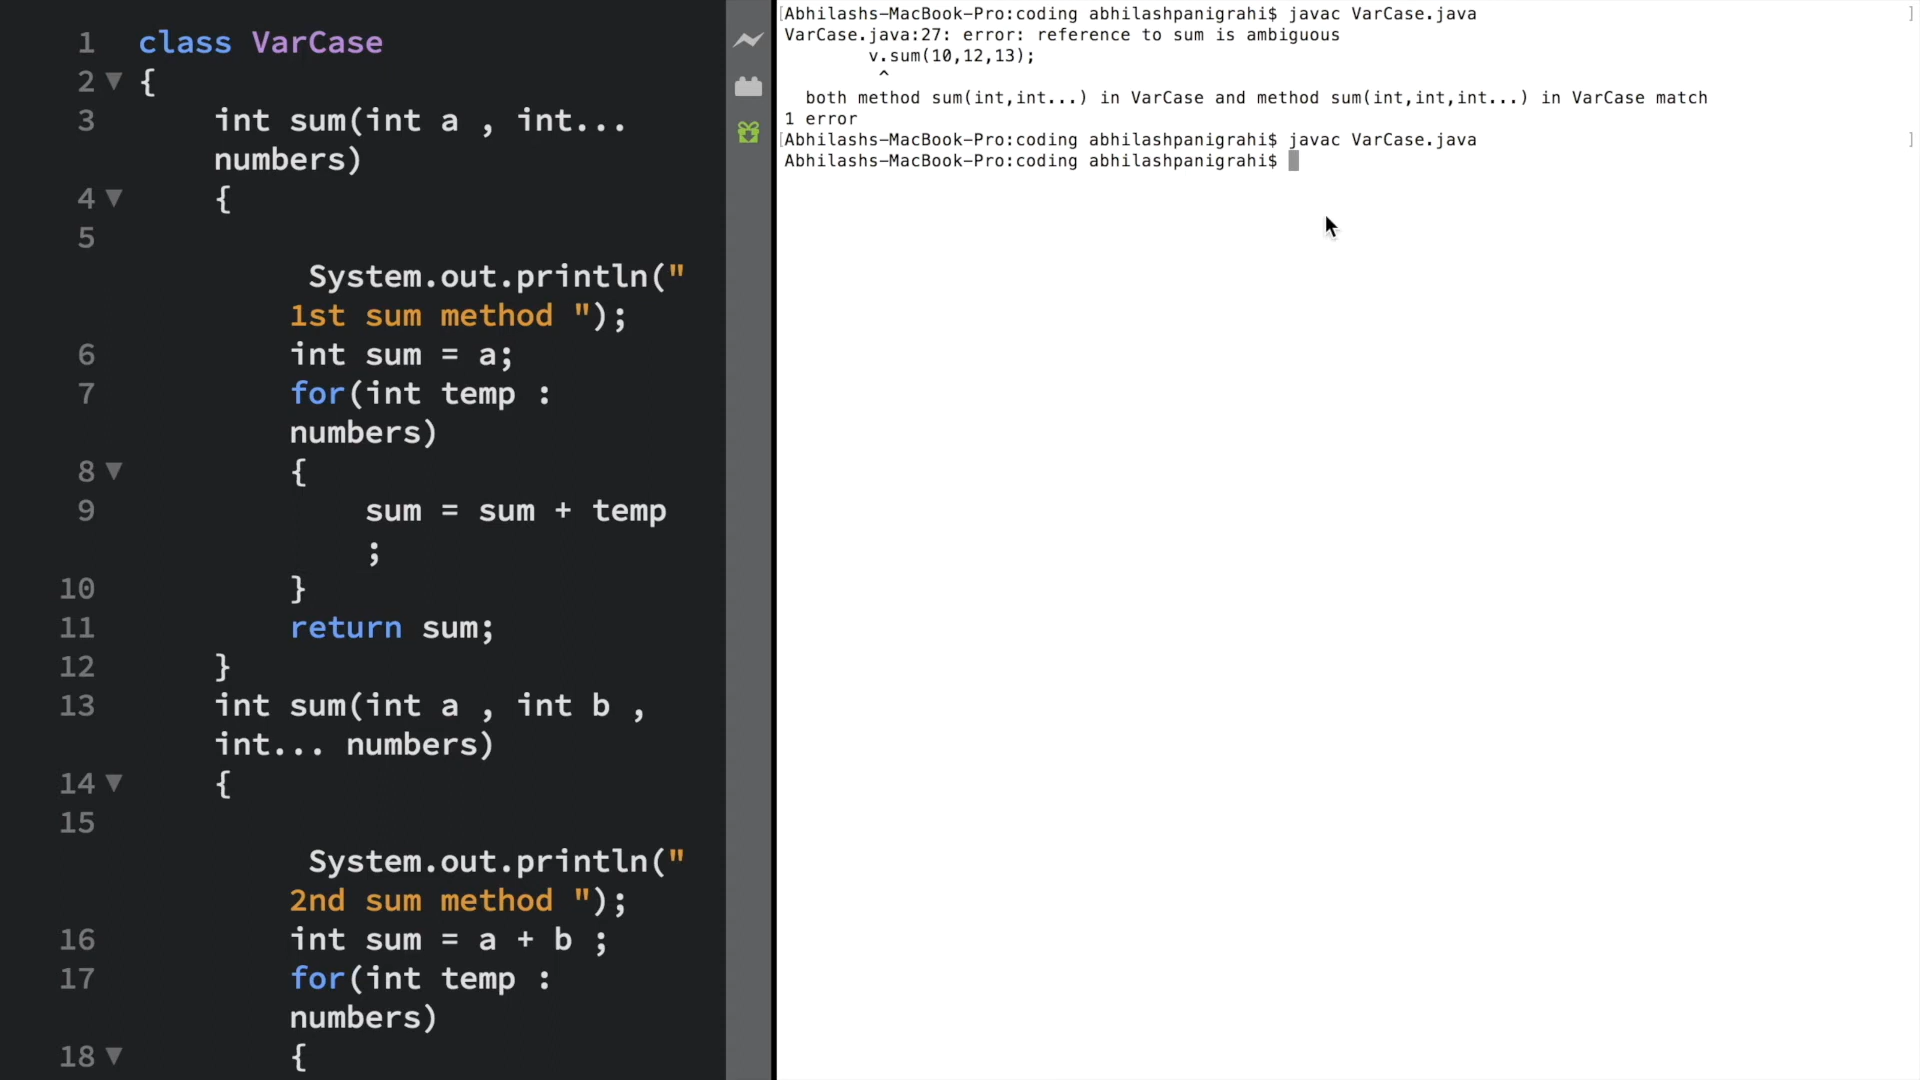 1 class VarCase
2 {
3 int sum(int a , int...
numbers)
4 {
5
System.out.println("
1st sum method ");
6 int sum = a;
7 for(int temp :
numbers)
8 {
9 sum = sum + temp
;
10 }
11 return sum;
12 }
13 int sum(int a , int b ,
int... numbers)
14 {
15
System.out.println("
2nd sum method ");
16 int sum = a + b ;
17 for(int temp :
numbers)
18 {
[Abhilashs-MacBook-Pro:coding abhilashpanigrahi$ javac VarCase.java ]
VarCase.java:27: error: reference to sum is ambiguous
v.sum(10,12,13);
^
both method sum(int,int...) in VarCase and method sum(int,int,int...) in VarCase match
1 error
[Abhilashs-MacBook-Pro:coding abhilashpanigrahi$ javac VarCase.java ]
Abhilashs-MacBook-Pro:coding abhilashpanigrahi$